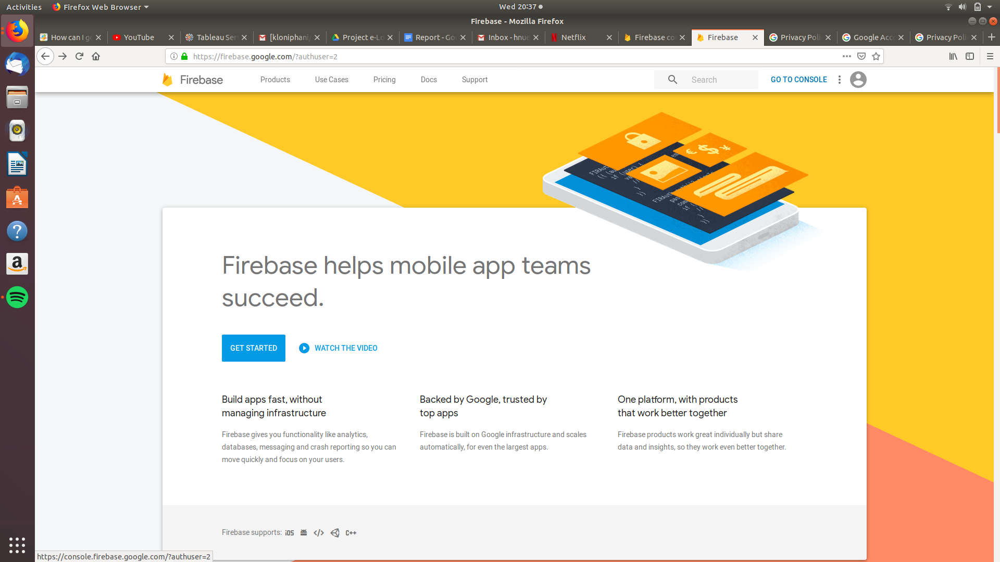 Activities
Firefox Web Browser
Wed 20:37
Firebase - Mozilla Firefox
How can I ge
YouTube
Tableau Ser
[kloniphani/
Project e-Lo
Report - Goo
Inbox - hnue
Netflix
Firebase co
Firebase
Privacy Poli
Google Acco
Privacy Poli
https://firebase.google.com/?authuser=2
Firebase
Products
Use Cases
Pricing
Docs
Support
Search
GO TO CONSOLE
Firebase helps mobile app teams
succeed.
GET STARTED
WATCH THE VIDEO
Build apps fast, without
managing infrastructure
Firebase gives you functionality like analytics,
databases, messaging and crash reporting so you can
move quickly and focus on your users.
Backed by Google, trusted by
top apps
Firebase is built on Google infrastructure and scales
automatically, for even the largest apps.
One platform, with products
that work better together
Firebase products work great individually but share
data and insights, so they work even better together.
Firebase supports:
iOS
C++
https://console.firebase.google.com/?authuser=2